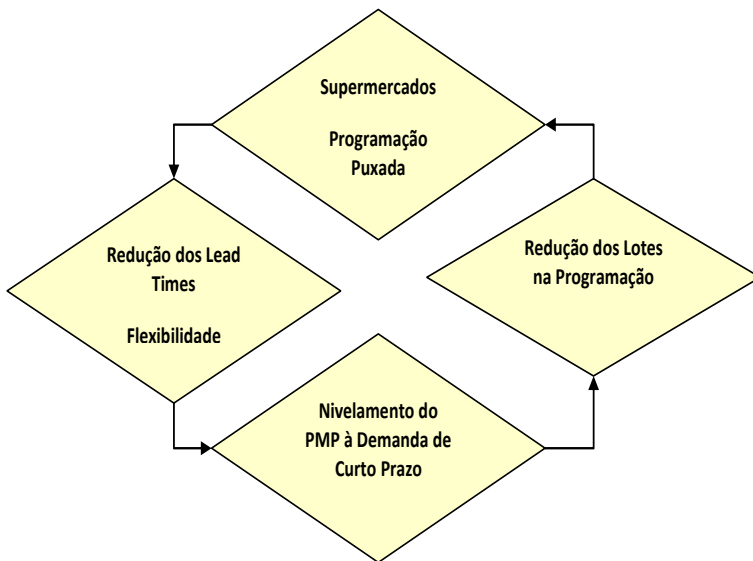 Supermercados
Programação
Puxada
Redução dos Lead
Times
Flexibilidade
Redução dos Lotes
na Programação
Nivelamento do
PMP à Demanda de
Curto Prazo